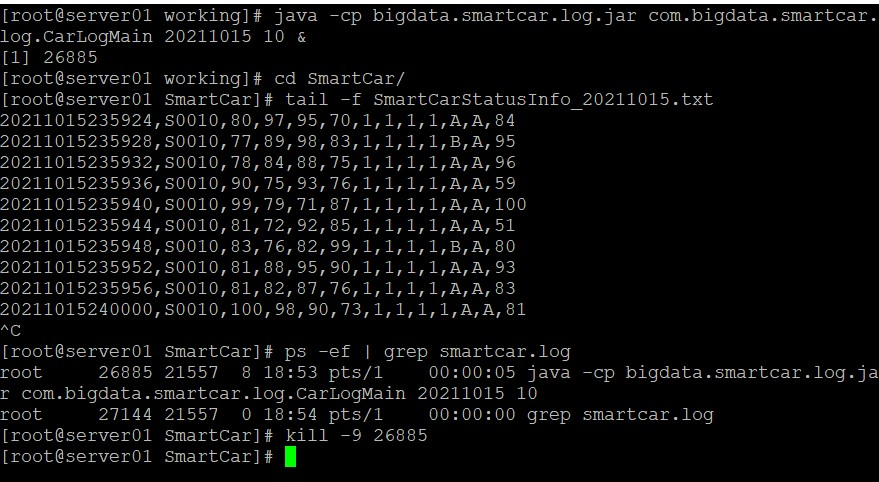 [root@server01 working]# java -cp bigdata.smartcar.log.jar com.bigdata.smartcar.
log.CarLogMain 20211015 10 &
[1] 26885
[root@server01 working]# cd SmartCar/
[root@server01 SmartCar]# tail -f SmartCarStatusInfo_20211015.txt
20211015235924,S0010,80,97,95,70,1,1,1,1,A,A,84
20211015235928,S0010,77,89,98,83,1,1,1,1,B,A,95
20211015235932,S0010,78,84,88,75,1,1,1,1,A,A,96
20211015235936,S0010,90,75,93,76,1,1,1,1,A,A,59
20211015235940,S0010,99,79,71,87,1,1,1,1,A,A,100
20211015235944,S0010,81,72,92,85,1,1,1,1,A,A,51
20211015235948,S0010,83,76,82,99,1,1,1,1,B,A,80
20211015235952,S0010,81,88,95,90,1,1,1,1,A,A,93
20211015235956,S0010,81,82,87,76,1,1,1,1,A,A,83
20211015240000,S0010,100,98,90,73,1,1,1,1,A,A,81
^C
[root@server01 SmartCar]# ps -ef | grep smartcar.log
root     26885 21557  8 18:53 pts/1    00:00:05 java -cp bigdata.smartcar.log.ja
r com.bigdata.smartcar.log.CarLogMain 20211015 10
root     27144 21557  0 18:54 pts/1    00:00:00 grep smartcar.log
[root@server01 SmartCar]# kill -9 26885
[root@server01 SmartCar]#